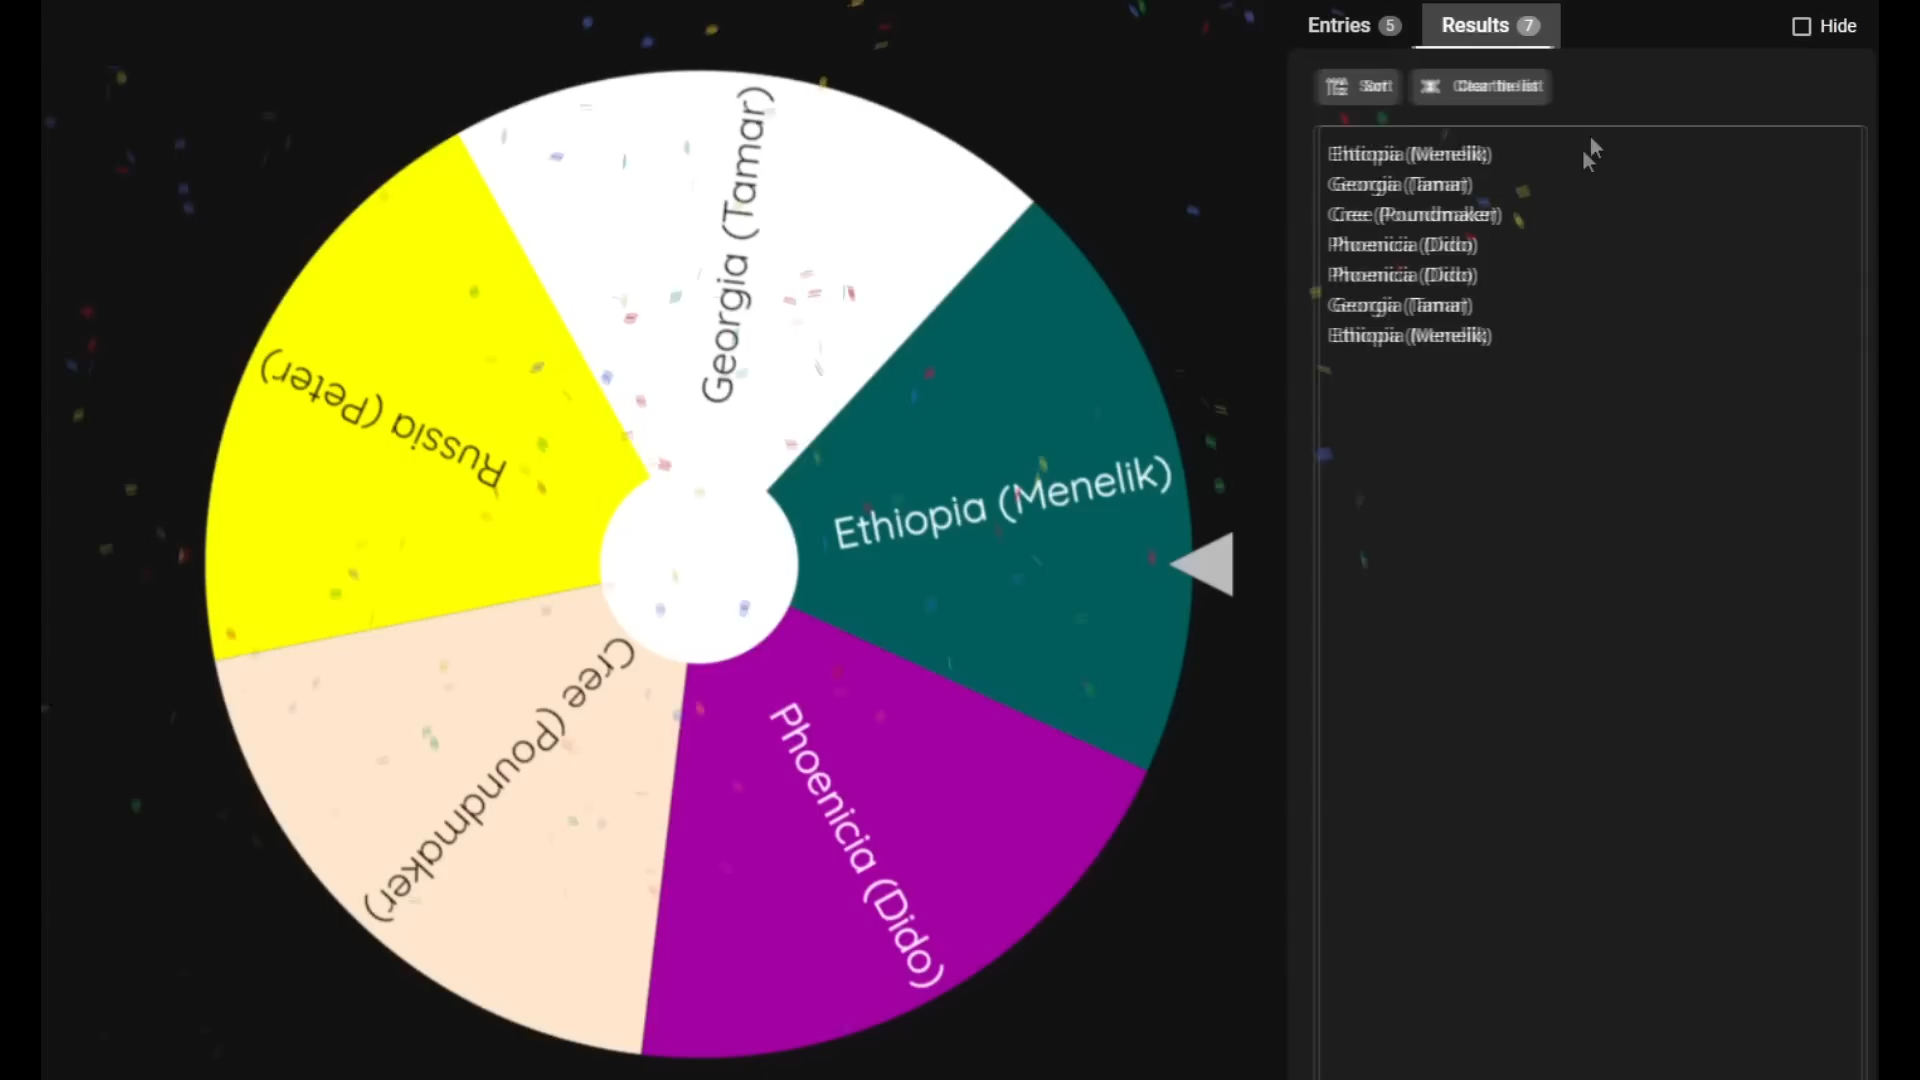 Entries 5
Results 7
Hide
Sort
Clear the list
Ethiopia (Menelik)
Georgia (Tamar)
Cree (Poundmaker)
Phoenicia (Dido)
Phoenicia (Dido)
Georgia (Tamar)
Ethiopia (Menelik)
Georgia (Tamar)
Russia (Peter)
Ethiopia (Menelik)
Cree (Poundmaker)
Phoenicia (Dido)